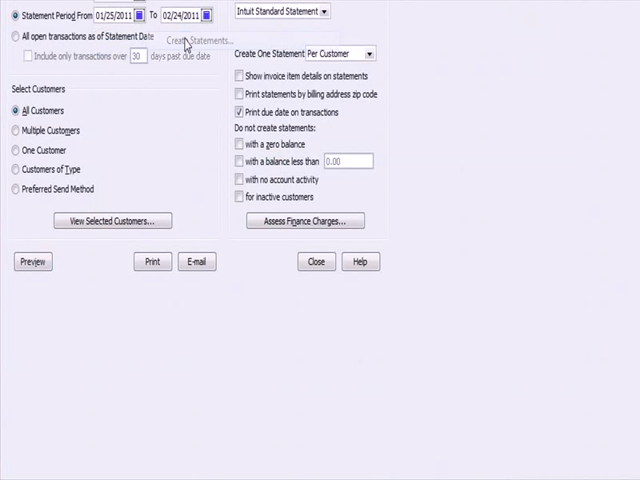 Statement Period From 01/25/2011 To 02/24/2011
Intuit Standard Statement
All open transactions as of Statement Date
Create Statements...
Include only transactions over 30 days past due date
Create One Statement Per Customer
Show invoice item details on statements
Print statements by billing address zip code
Print due date on transactions
Do not create statements:
with a zero balance
with a balance less than 0.00
with no account activity
for inactive customers
Select Customers
All Customers
Multiple Customers
One Customer
Customers of Type
Preferred Send Method
View Selected Customers...
Assess Finance Charges...
Preview
Print
E-mail
Close
Help